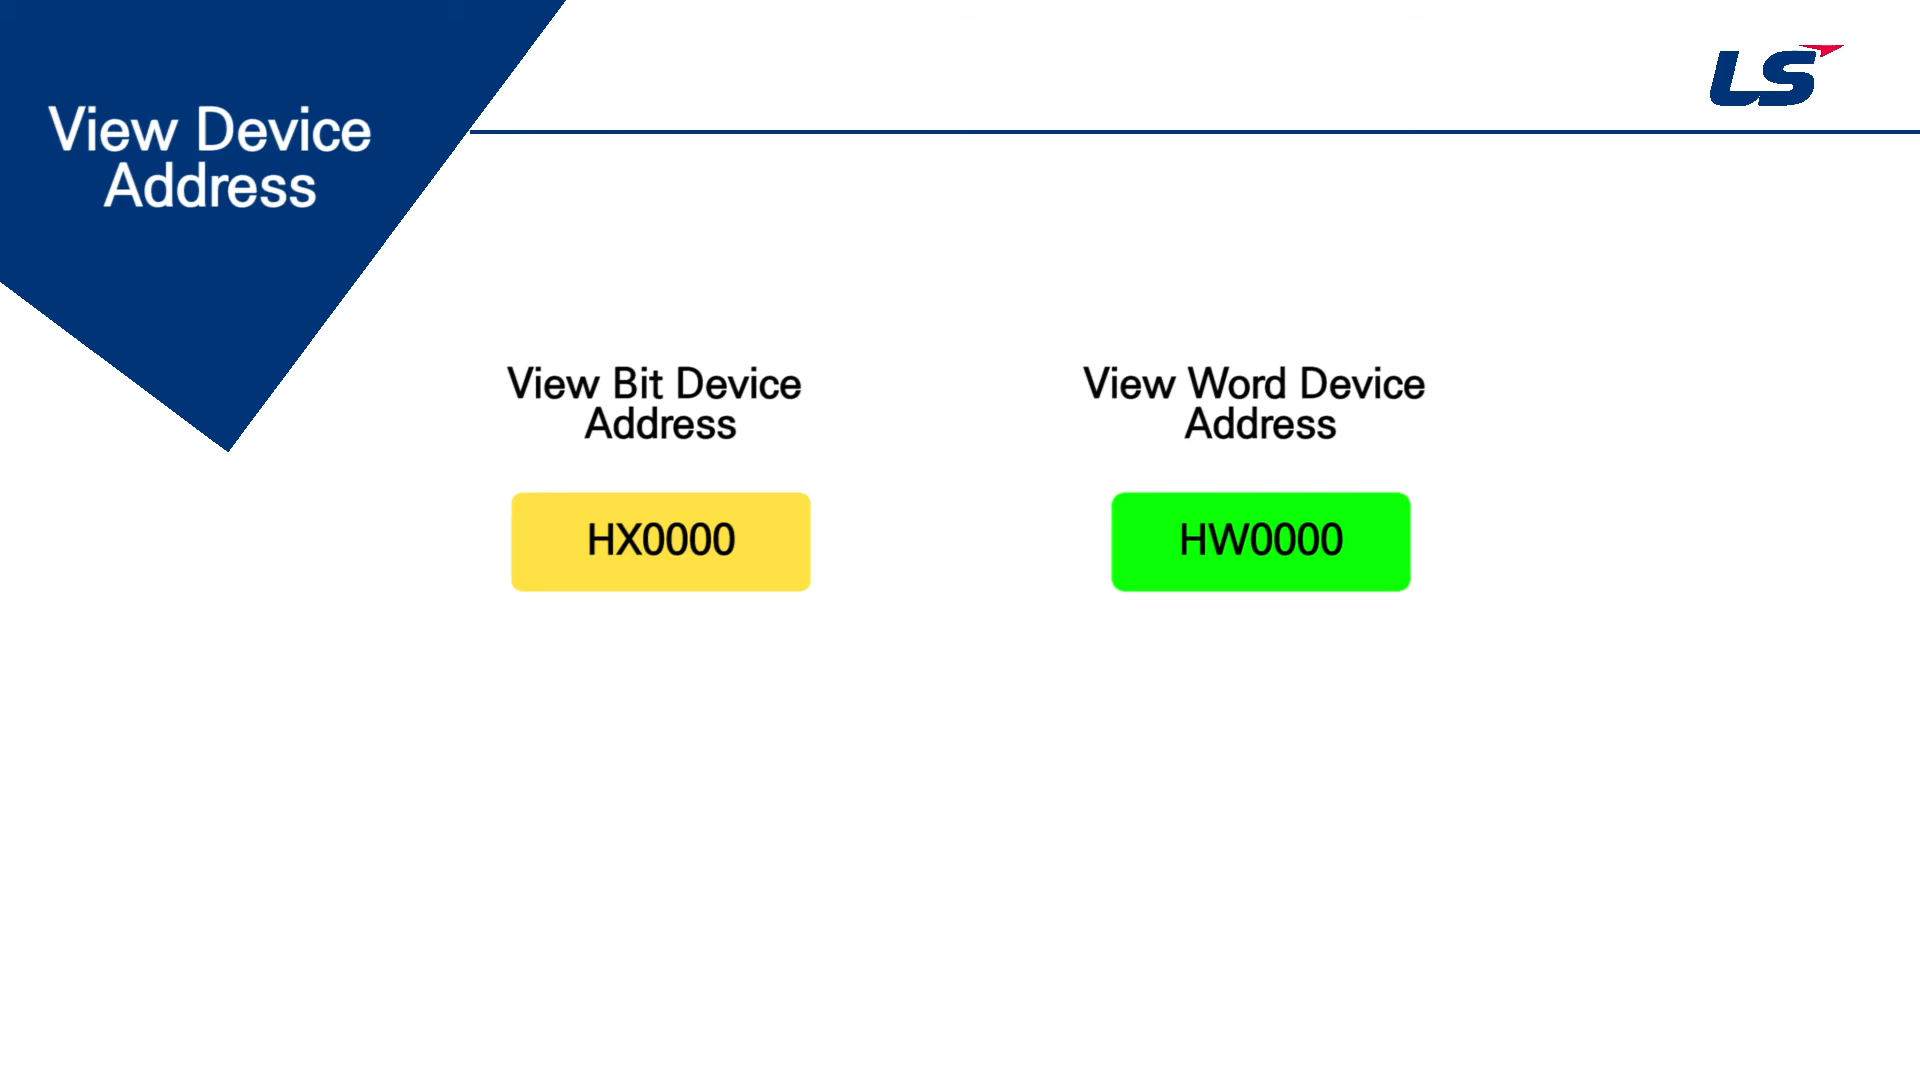 View Device
Address
LS
View Bit Device
Address
View Word Device
Address
HX0000
HW0000